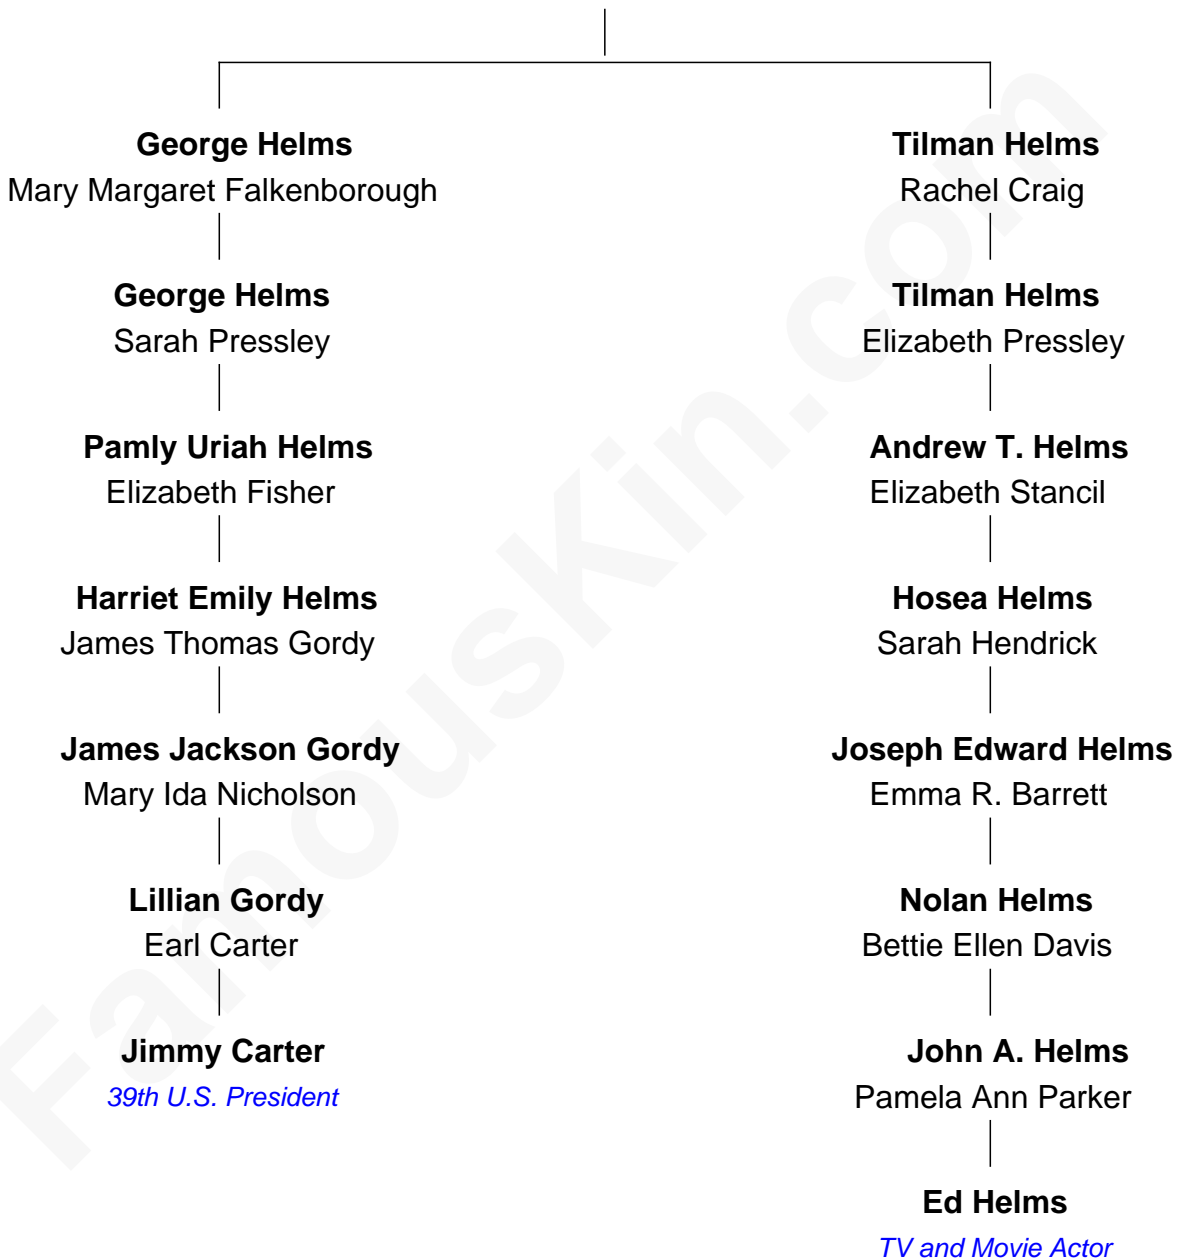 George Helms
Mary Margaret Falkenborough
George Helms
Sarah Pressley
Pamly Uriah Helms
Elizabeth Fisher
Harriet Emily Helms
James Thomas Gordy
James Jackson Gordy
Mary Ida Nicholson
Lillian Gordy
Earl Carter
Jimmy Carter
39th U.S. President
Tilman Helms
Rachel Craig
Tilman Helms
Elizabeth Pressley
Andrew T. Helms
Elizabeth Stancil
Hosea Helms
Sarah Hendrick
Joseph Edward Helms
Emma R. Barrett
Nolan Helms
Bettie Ellen Davis
John A. Helms
Pamela Ann Parker
Ed Helms
TV and Movie Actor
FamousKin.com